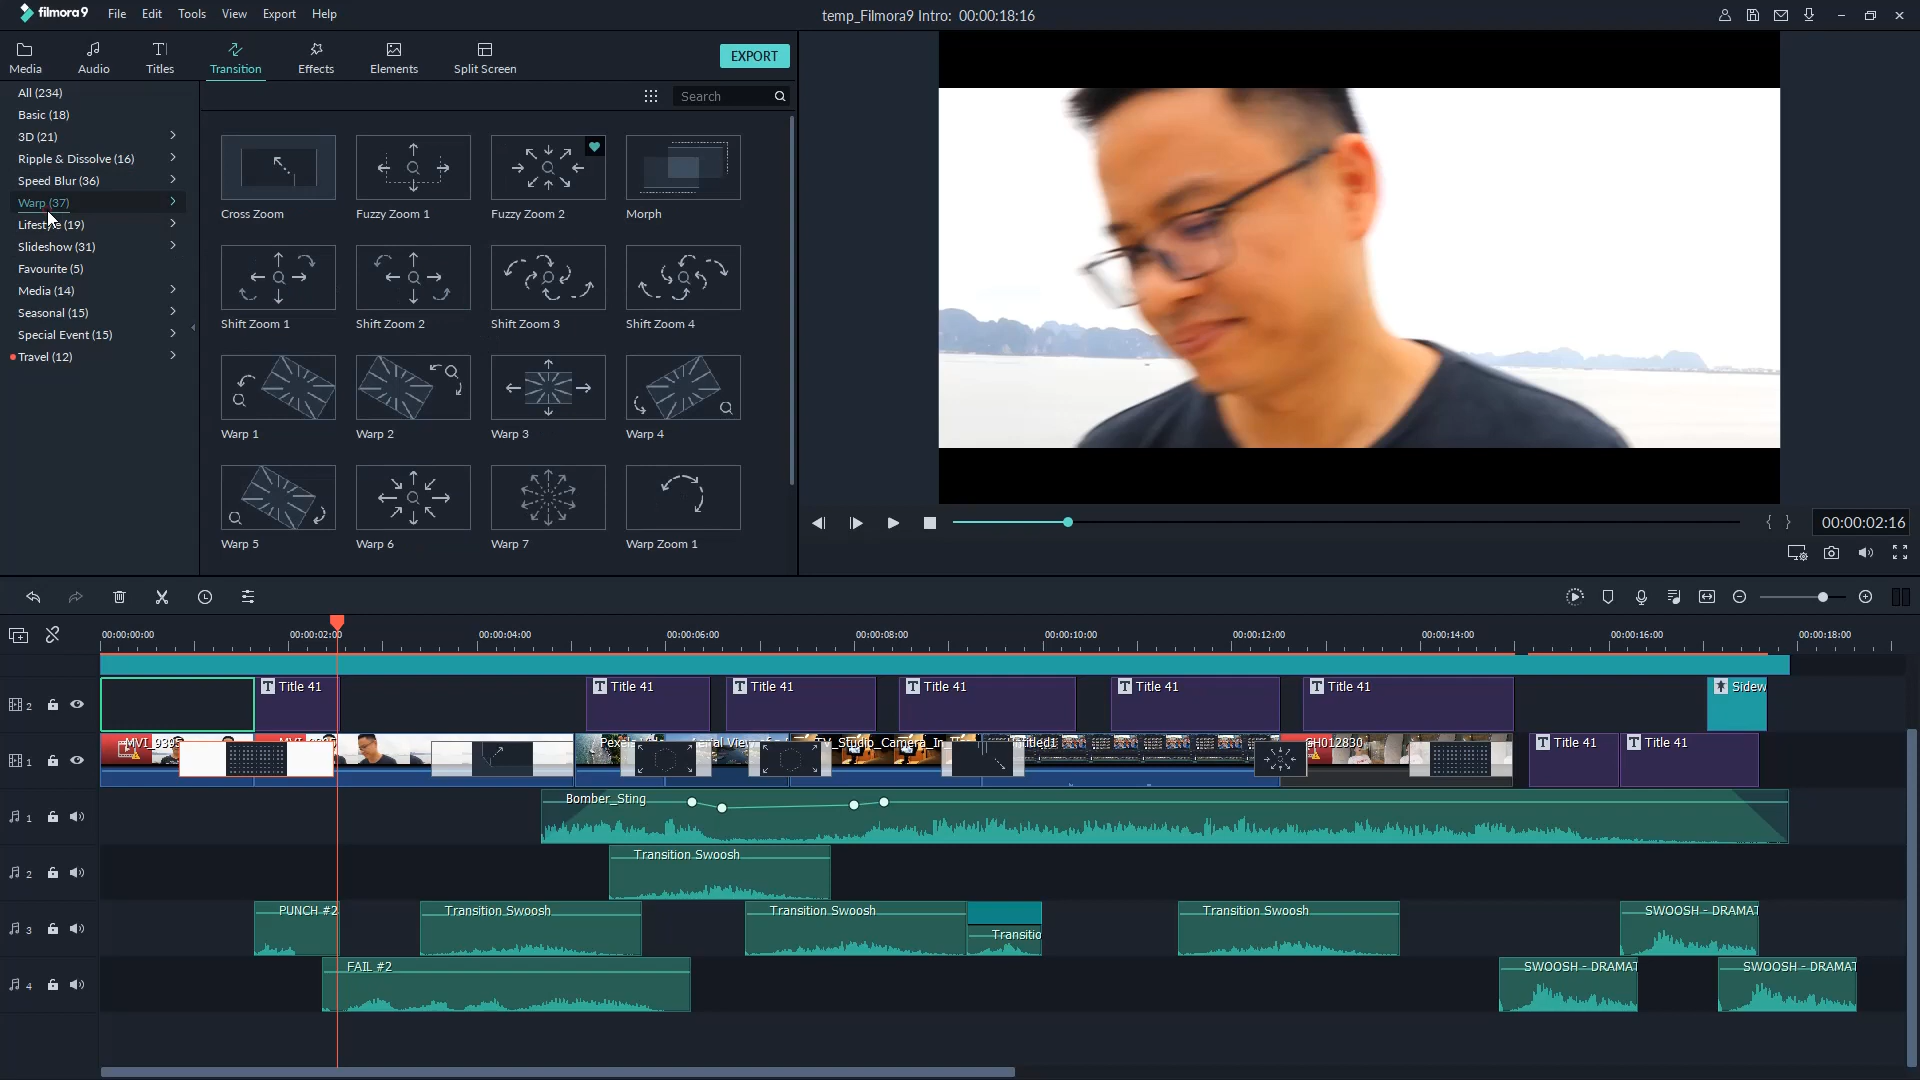 filmora9
File
Edit
Tools
View
Export
Help
temp_Filmora9 Intro: 00:00:18:16
Media
Audio
Titles
Transition
Effects
Elements
Split Screen
EXPORT
All (234)
Basic (18)
3D (21)
Ripple & Dissolve (16)
Speed Blur (36)
Warp (37)
Lifestyle (19)
Slideshow (31)
Favourite (5)
Media (14)
Seasonal (15)
Special Event (15)
Travel (12)
Search
Cross Zoom
Fuzzy Zoom 1
Fuzzy Zoom 2
Morph
Shift Zoom 1
Shift Zoom 2
Shift Zoom 3
Shift Zoom 4
Warp 1
Warp 2
Warp 3
Warp 4
Warp 5
Warp 6
Warp 7
Warp Zoom 1
00:00:02:16
00:00:00:00
00:00:02:00
00:00:04:00
00:00:06:00
00:00:08:00
00:00:10:00
00:00:12:00
00:00:14:00
00:00:16:00
00:00:18:00
2
T Title 41
T Title 41
T Title 41
T Title 41
T Title 41
T Title 41
Sidew
1
TV_Studio_Camera_In
GH012830
T Title 41
T Title 41
1
Bomber_Sting
2
Transition Swoosh
3
PUNCH #2
Transition Swoosh
Transition Swoosh
Transitio
Transition Swoosh
SWOOSH - DRAMAT
4
FAIL #2
SWOOSH - DRAMAT
SWOOSH - DRAMAT